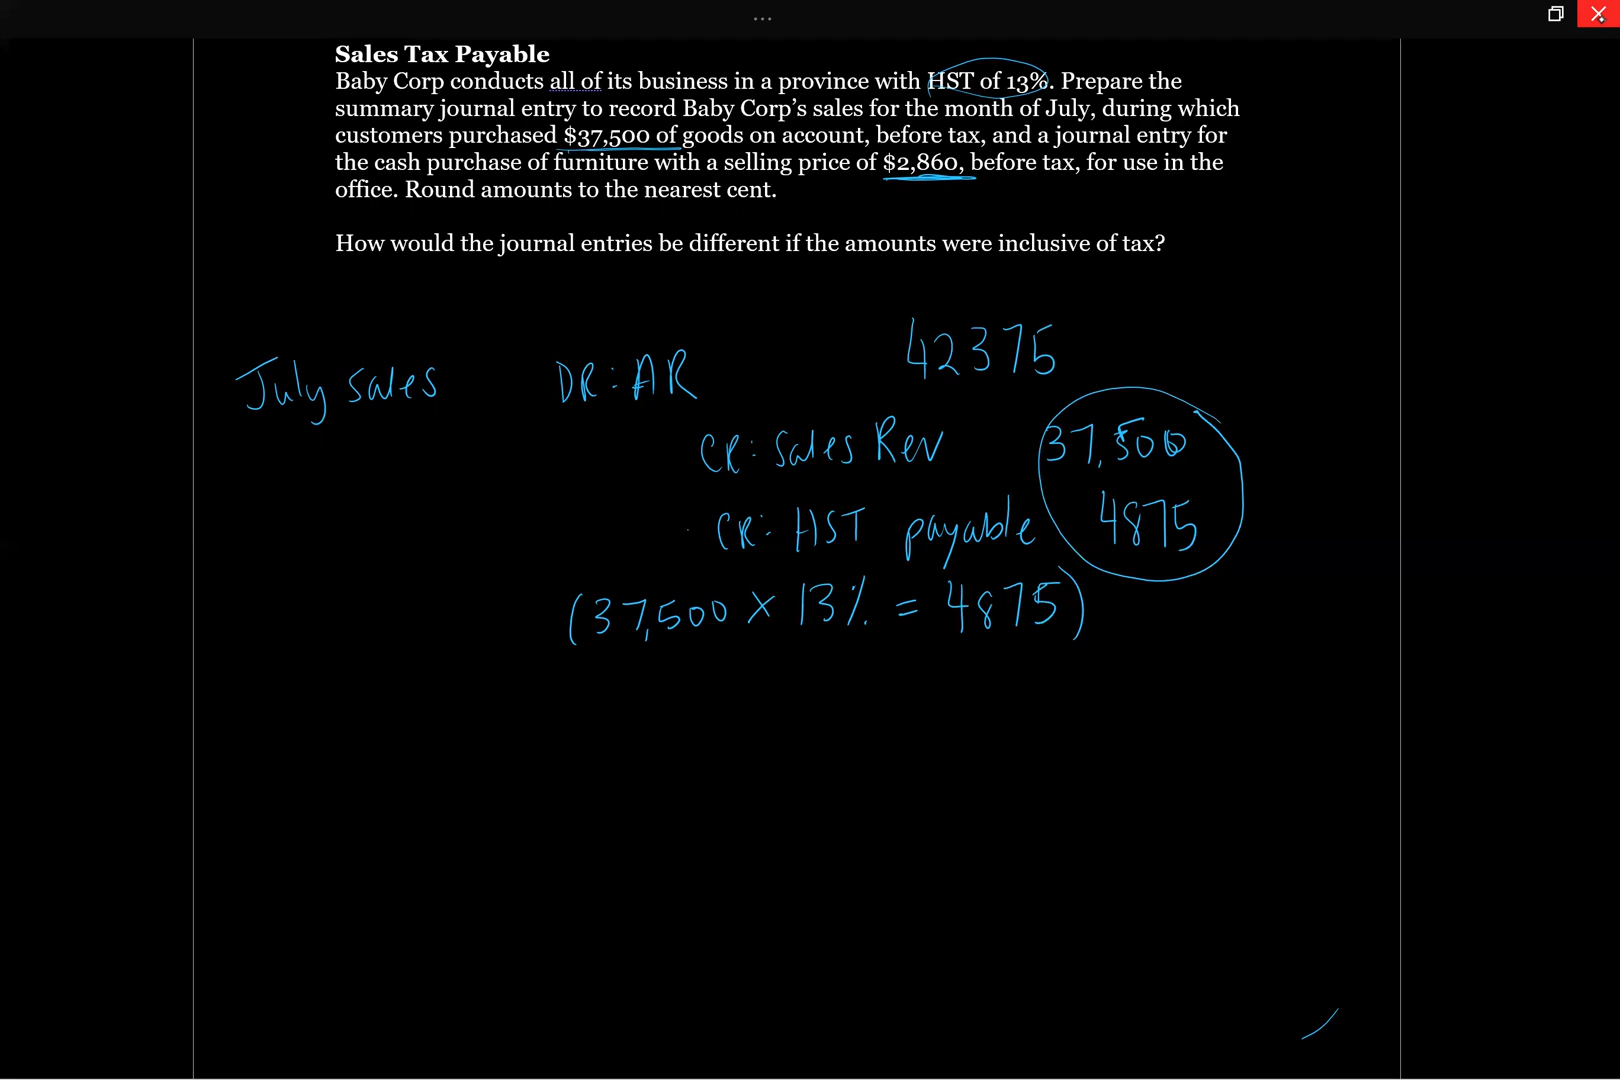 Sales Tax Payable
Baby Corp conducts all of its business in a province with HST of 13%. Prepare the
summary journal entry to record Baby Corp's sales for the month of July, during which
customers purchased $37,500 of goods on account, before tax, and a journal entry for
the cash purchase of furniture with a selling price of $2,860, before tax, for use in the
office. Round amounts to the nearest cent.
How would the journal entries be different if the amounts were inclusive of tax?
July sales DR: AR 42375
CR: Sales Rev 37,500
CR: HST payable 4875
(37,500 × 13% = 4875)